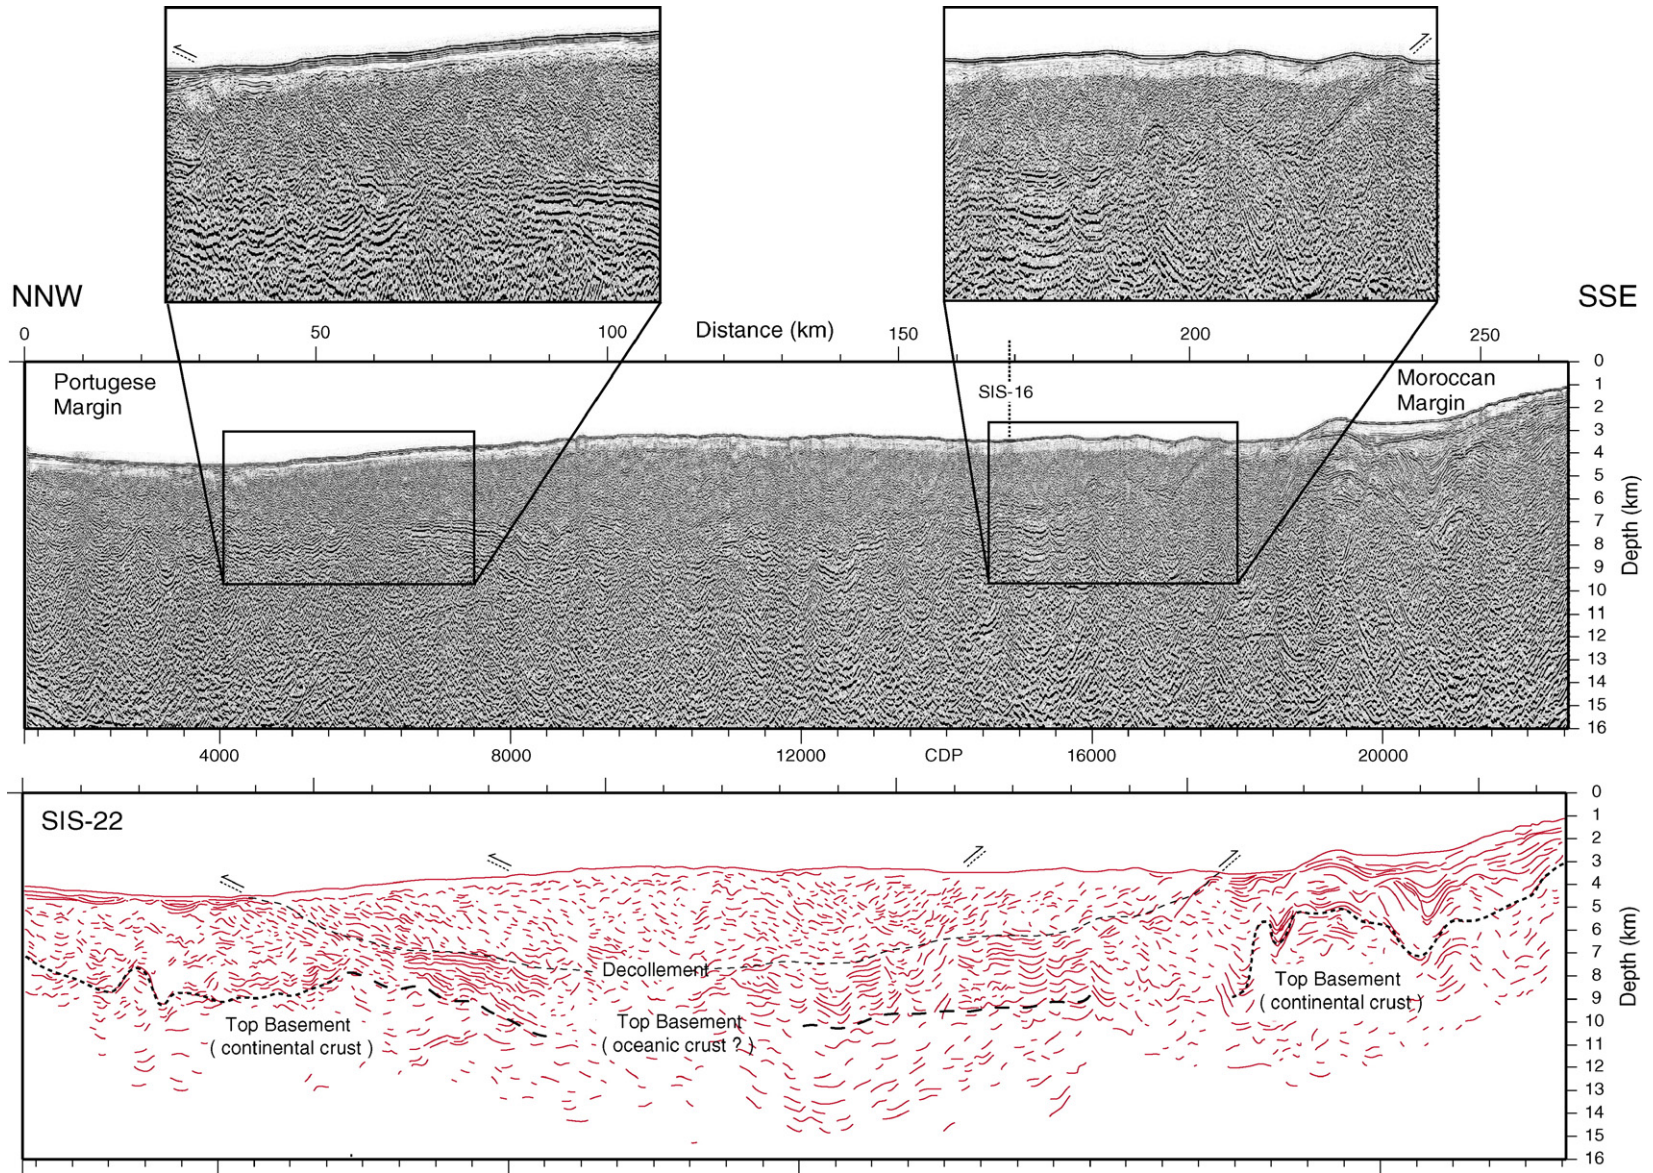 NNW
SSE
0
50
100
Distance (km)
150
200
250
Portugese
Margin
SIS-16
Moroccan
Margin
0
1
2
3
4
5
6
7
8
9
10
11
12
13
14
15
16
Depth (km)
4000
8000
12000
CDP
16000
20000
SIS-22
Decollement
Top Basement
( continental crust )
Top Basement
( oceanic crust ? )
Top Basement
( continental crust )
0
1
2
3
4
5
6
7
8
9
10
11
12
13
14
15
16
Depth (km)